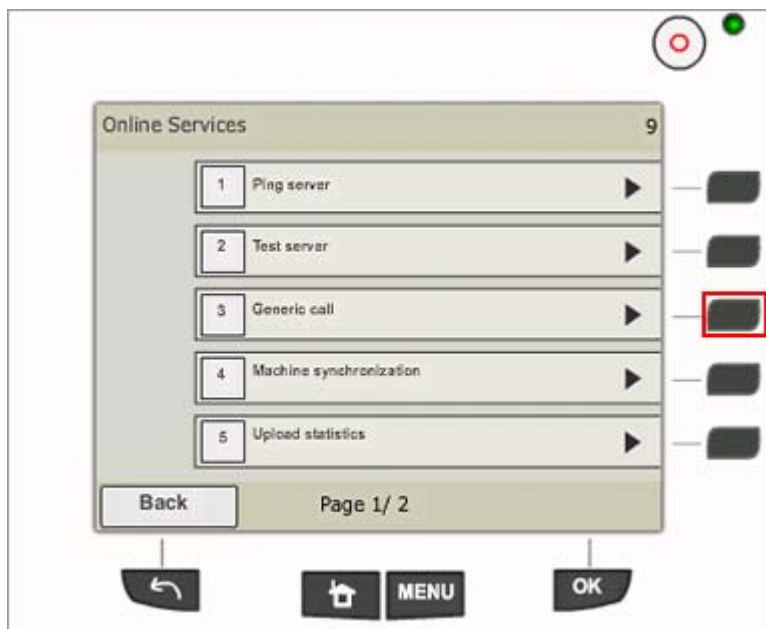 Online Services 9
1 Ping server
2 Test server
3 Generic call
4 Machine synchronization
5 Upload statistics
Back Page 1/ 2
MENU OK